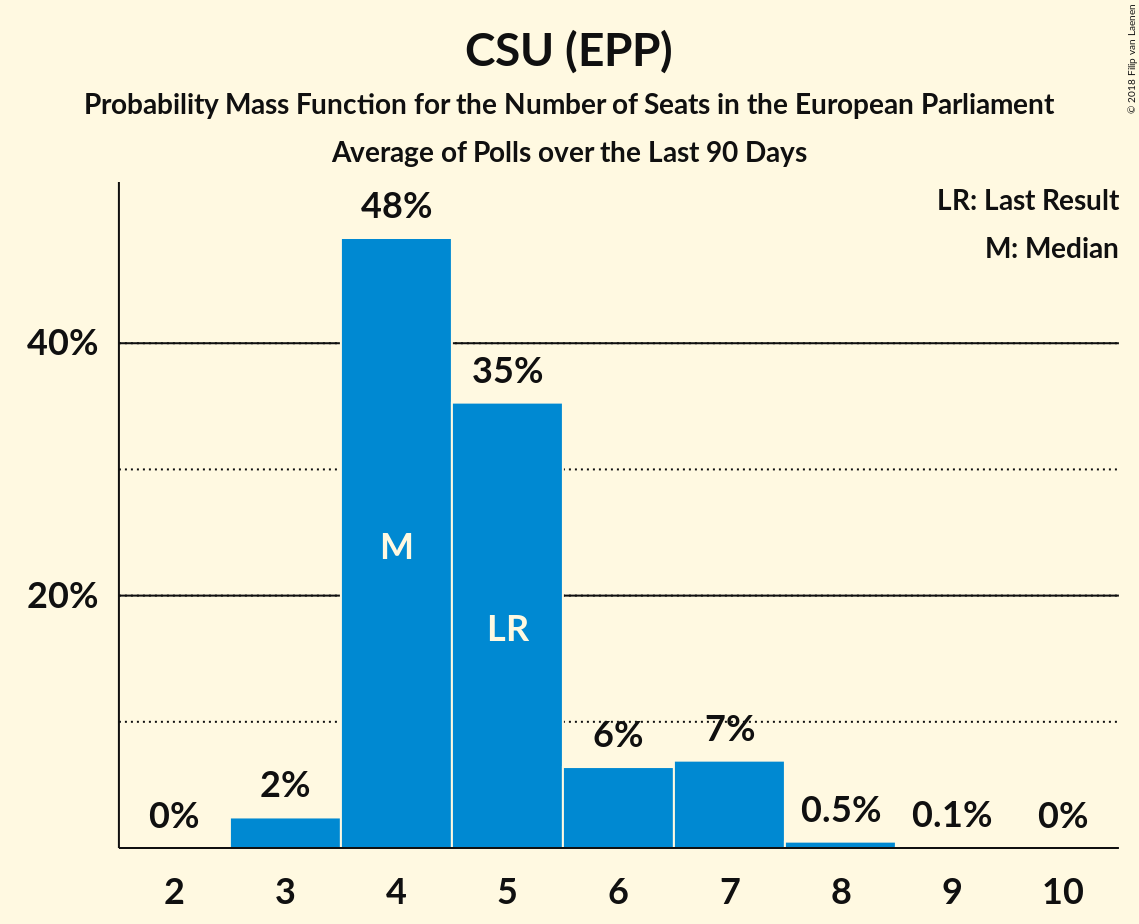 CSU (EPP)
Probability Mass Function for the Number of Seats in the European Parliament
Average of Polls over the Last 90 Days
© 2018 Filip van Laenen
LR: Last Result
M: Median
48%
40%
35%
M
20%
LR
6%
7%
2%
0%
0.5%
0.1%
0%
2 3 4 5 6 7 8 9 10